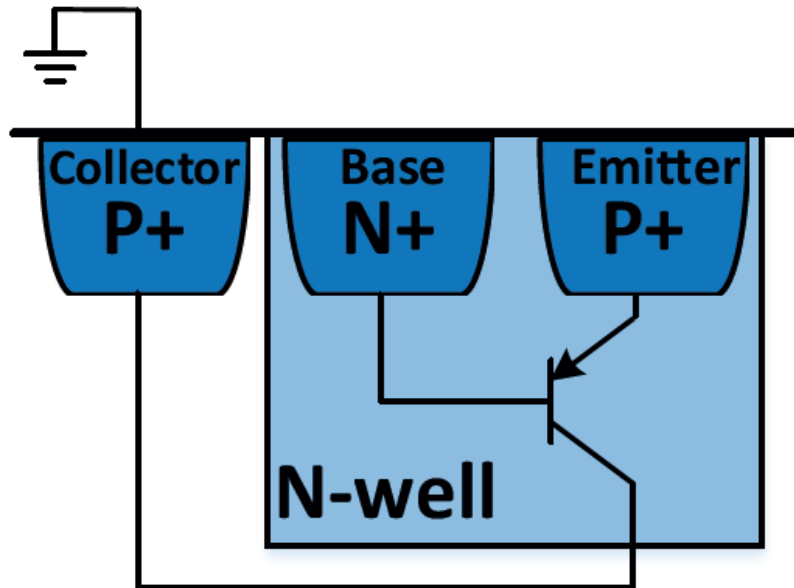 Collector
P+
Base
N+
Emitter
P+
N-well